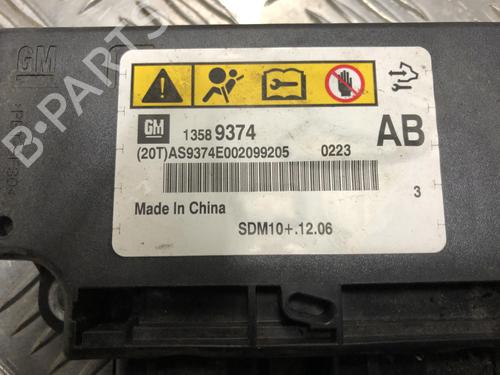 GM
B-PARTS
GM 13589374 AB
(20T)AS9374E002099205 0223
3
Made In China
SDM10+.12.06